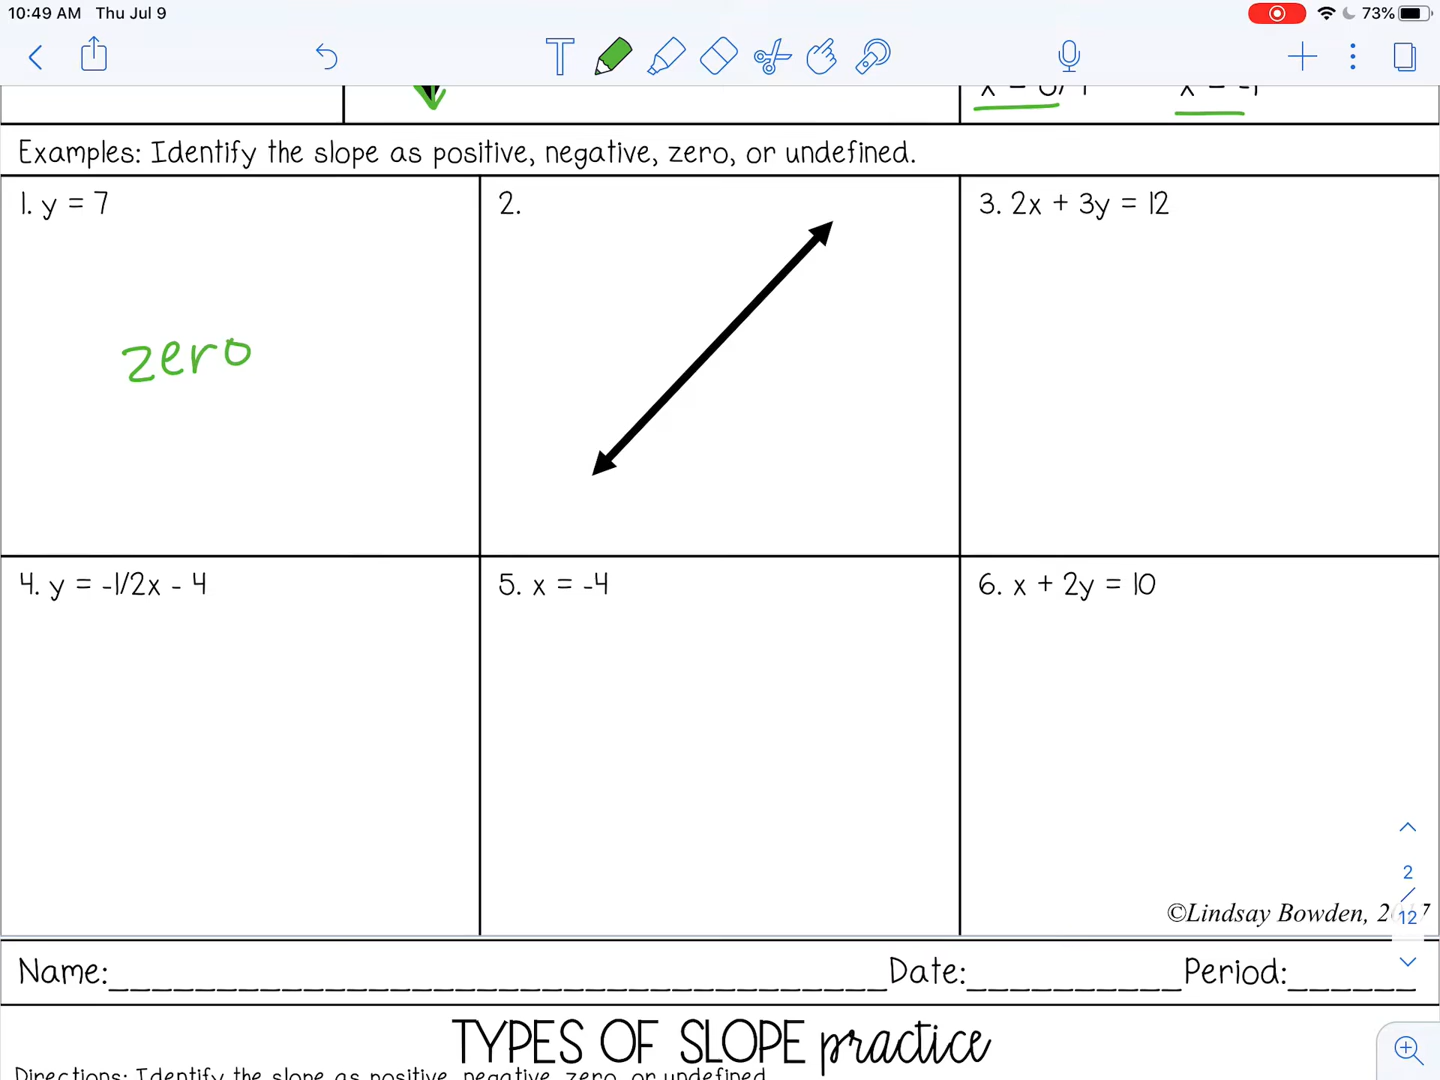 10:49 AM Thu Jul 9
73%
Examples: Identify the slope as positive, negative, zero, or undefined.
1. y = 7
2.
3. 2x + 3y = 12
zero
4. y = -1/2x - 4
5. x = -4
6. x + 2y = 10
2
/
12
©Lindsay Bowden,
Name: Date: Period:
TYPES OF SLOPE practice
Directions: Identify the slope as positive, negative, zero, or undefined.